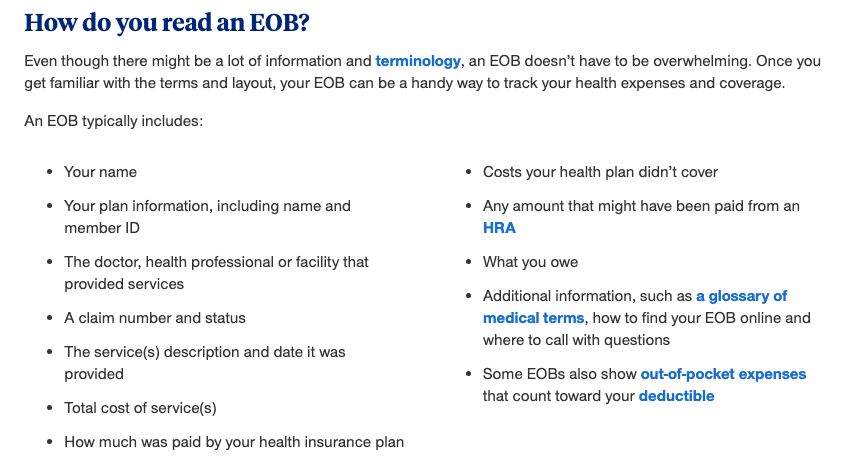 How do you read an EOB?
Even though there might be a lot of information and terminology, an EOB doesn’t have to be overwhelming. Once you
get familiar with the terms and layout, your EOB can be a handy way to track your health expenses and coverage.
An EOB typically includes:
• Your name
• Your plan information, including name and
member ID
• The doctor, health professional or facility that
provided services
• A claim number and status
• The service(s) description and date it was
provided
• Total cost of service(s)
• How much was paid by your health insurance plan
• Costs your health plan didn’t cover
• Any amount that might have been paid from an
HRA
• What you owe
• Additional information, such as a glossary of
medical terms, how to find your EOB online and
where to call with questions
• Some EOBs also show out-of-pocket expenses
that count toward your deductible